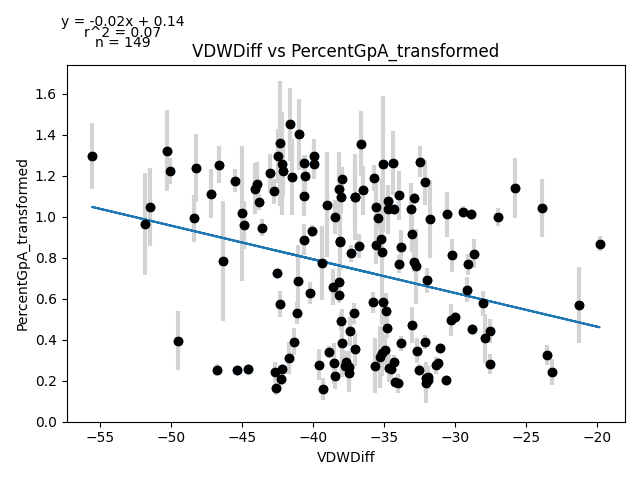 y = -0.02x + 0.14
r^2 = 0.07
n = 149
VDWDiff vs PercentGpA_transformed
PercentGpA_transformed
1.6
1.4
1.2
1.0
0.8
0.6
0.4
0.2
0.0
−55 −50 −45 −40 −35 −30 −25 −20
VDWDiff